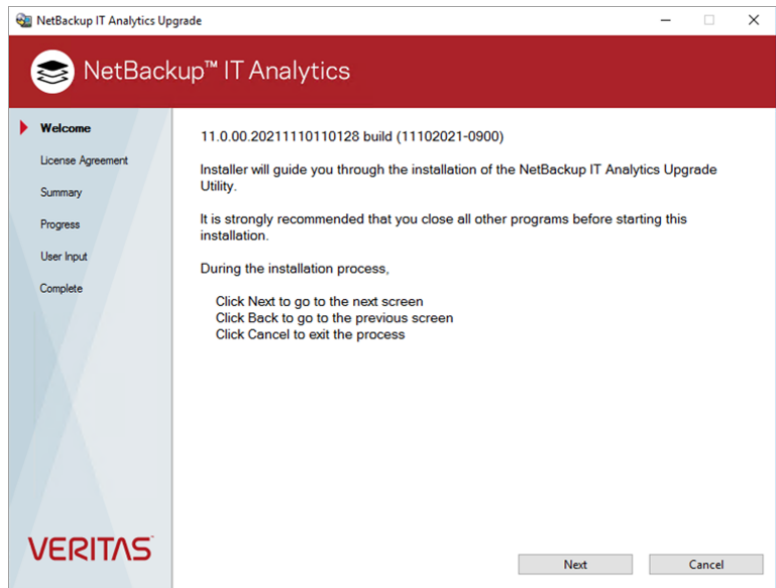 NetBackup IT Analytics Upgrade
NetBackup™ IT Analytics
Welcome
License Agreement
Summary
Progress
User Input
Complete
11.0.00.20211110110128 build (11102021-0900)
Installer will guide you through the installation of the NetBackup IT Analytics Upgrade
Utility.
It is strongly recommended that you close all other programs before starting this
installation.
During the installation process,
Click Next to go to the next screen
Click Back to go to the previous screen
Click Cancel to exit the process
VERITAS
Next
Cancel